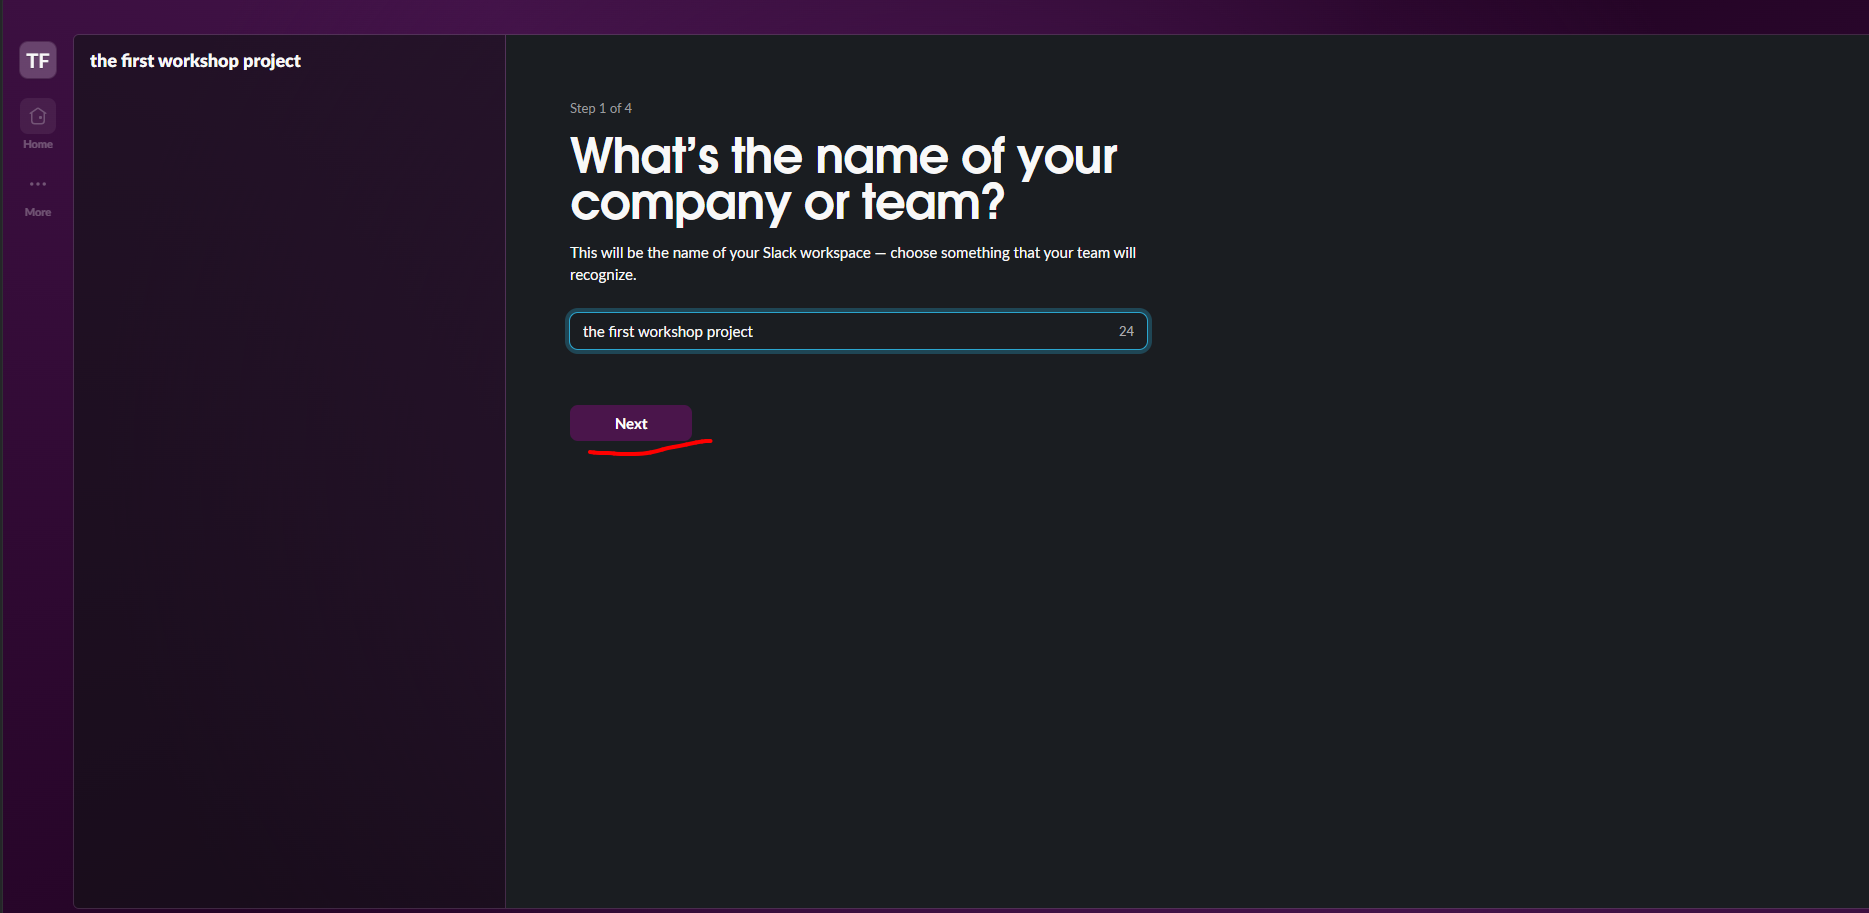 TF
Home
More
the first workshop project
Step 1 of 4
What's the name of your
company or team?
This will be the name of your Slack workspace — choose something that your team will
recognize.
the first workshop project 24
Next